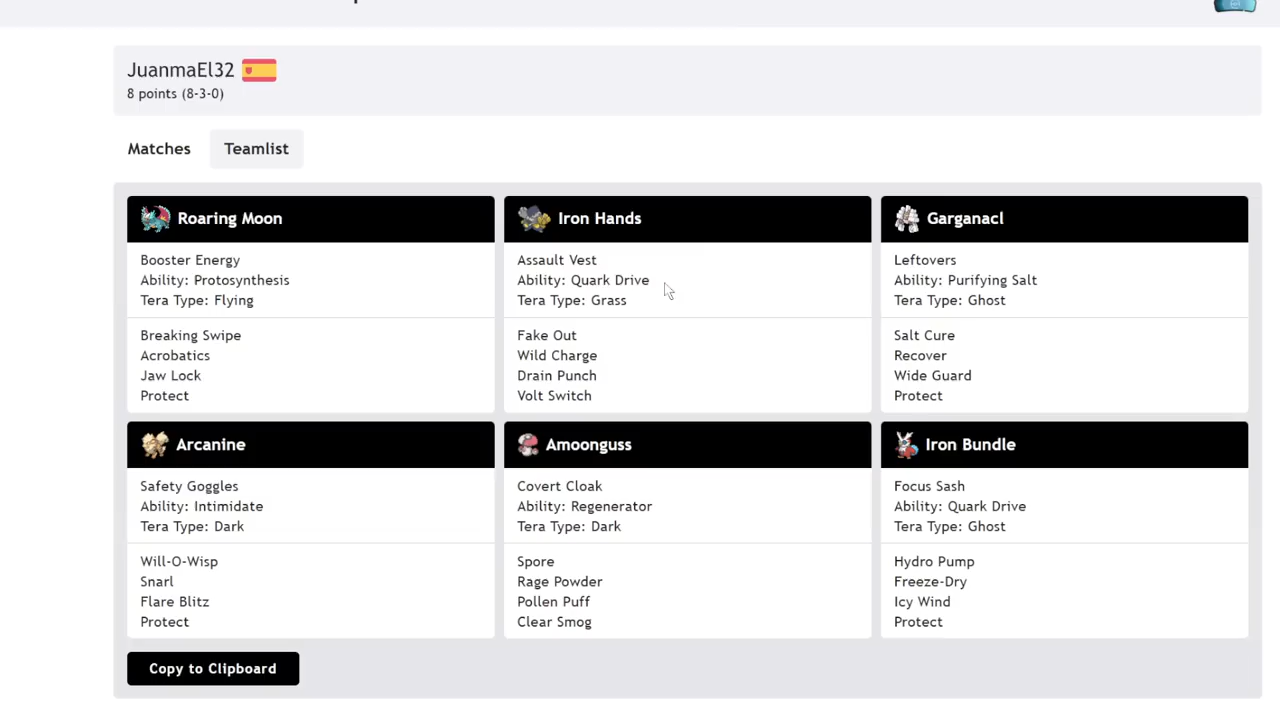 JuanmaEl32
8 points (8-3-0)
Matches
Teamlist
Roaring Moon
Booster Energy
Ability: Protosynthesis
Tera Type: Flying
Breaking Swipe
Acrobatics
Jaw Lock
Protect
Iron Hands
Assault Vest
Ability: Quark Drive
Tera Type: Grass
Fake Out
Wild Charge
Drain Punch
Volt Switch
Garganacl
Leftovers
Ability: Purifying Salt
Tera Type: Ghost
Salt Cure
Recover
Wide Guard
Protect
Arcanine
Safety Goggles
Ability: Intimidate
Tera Type: Dark
Will-O-Wisp
Snarl
Flare Blitz
Protect
Amoonguss
Covert Cloak
Ability: Regenerator
Tera Type: Dark
Spore
Rage Powder
Pollen Puff
Clear Smog
Iron Bundle
Focus Sash
Ability: Quark Drive
Tera Type: Ghost
Hydro Pump
Freeze-Dry
Icy Wind
Protect
Copy to Clipboard